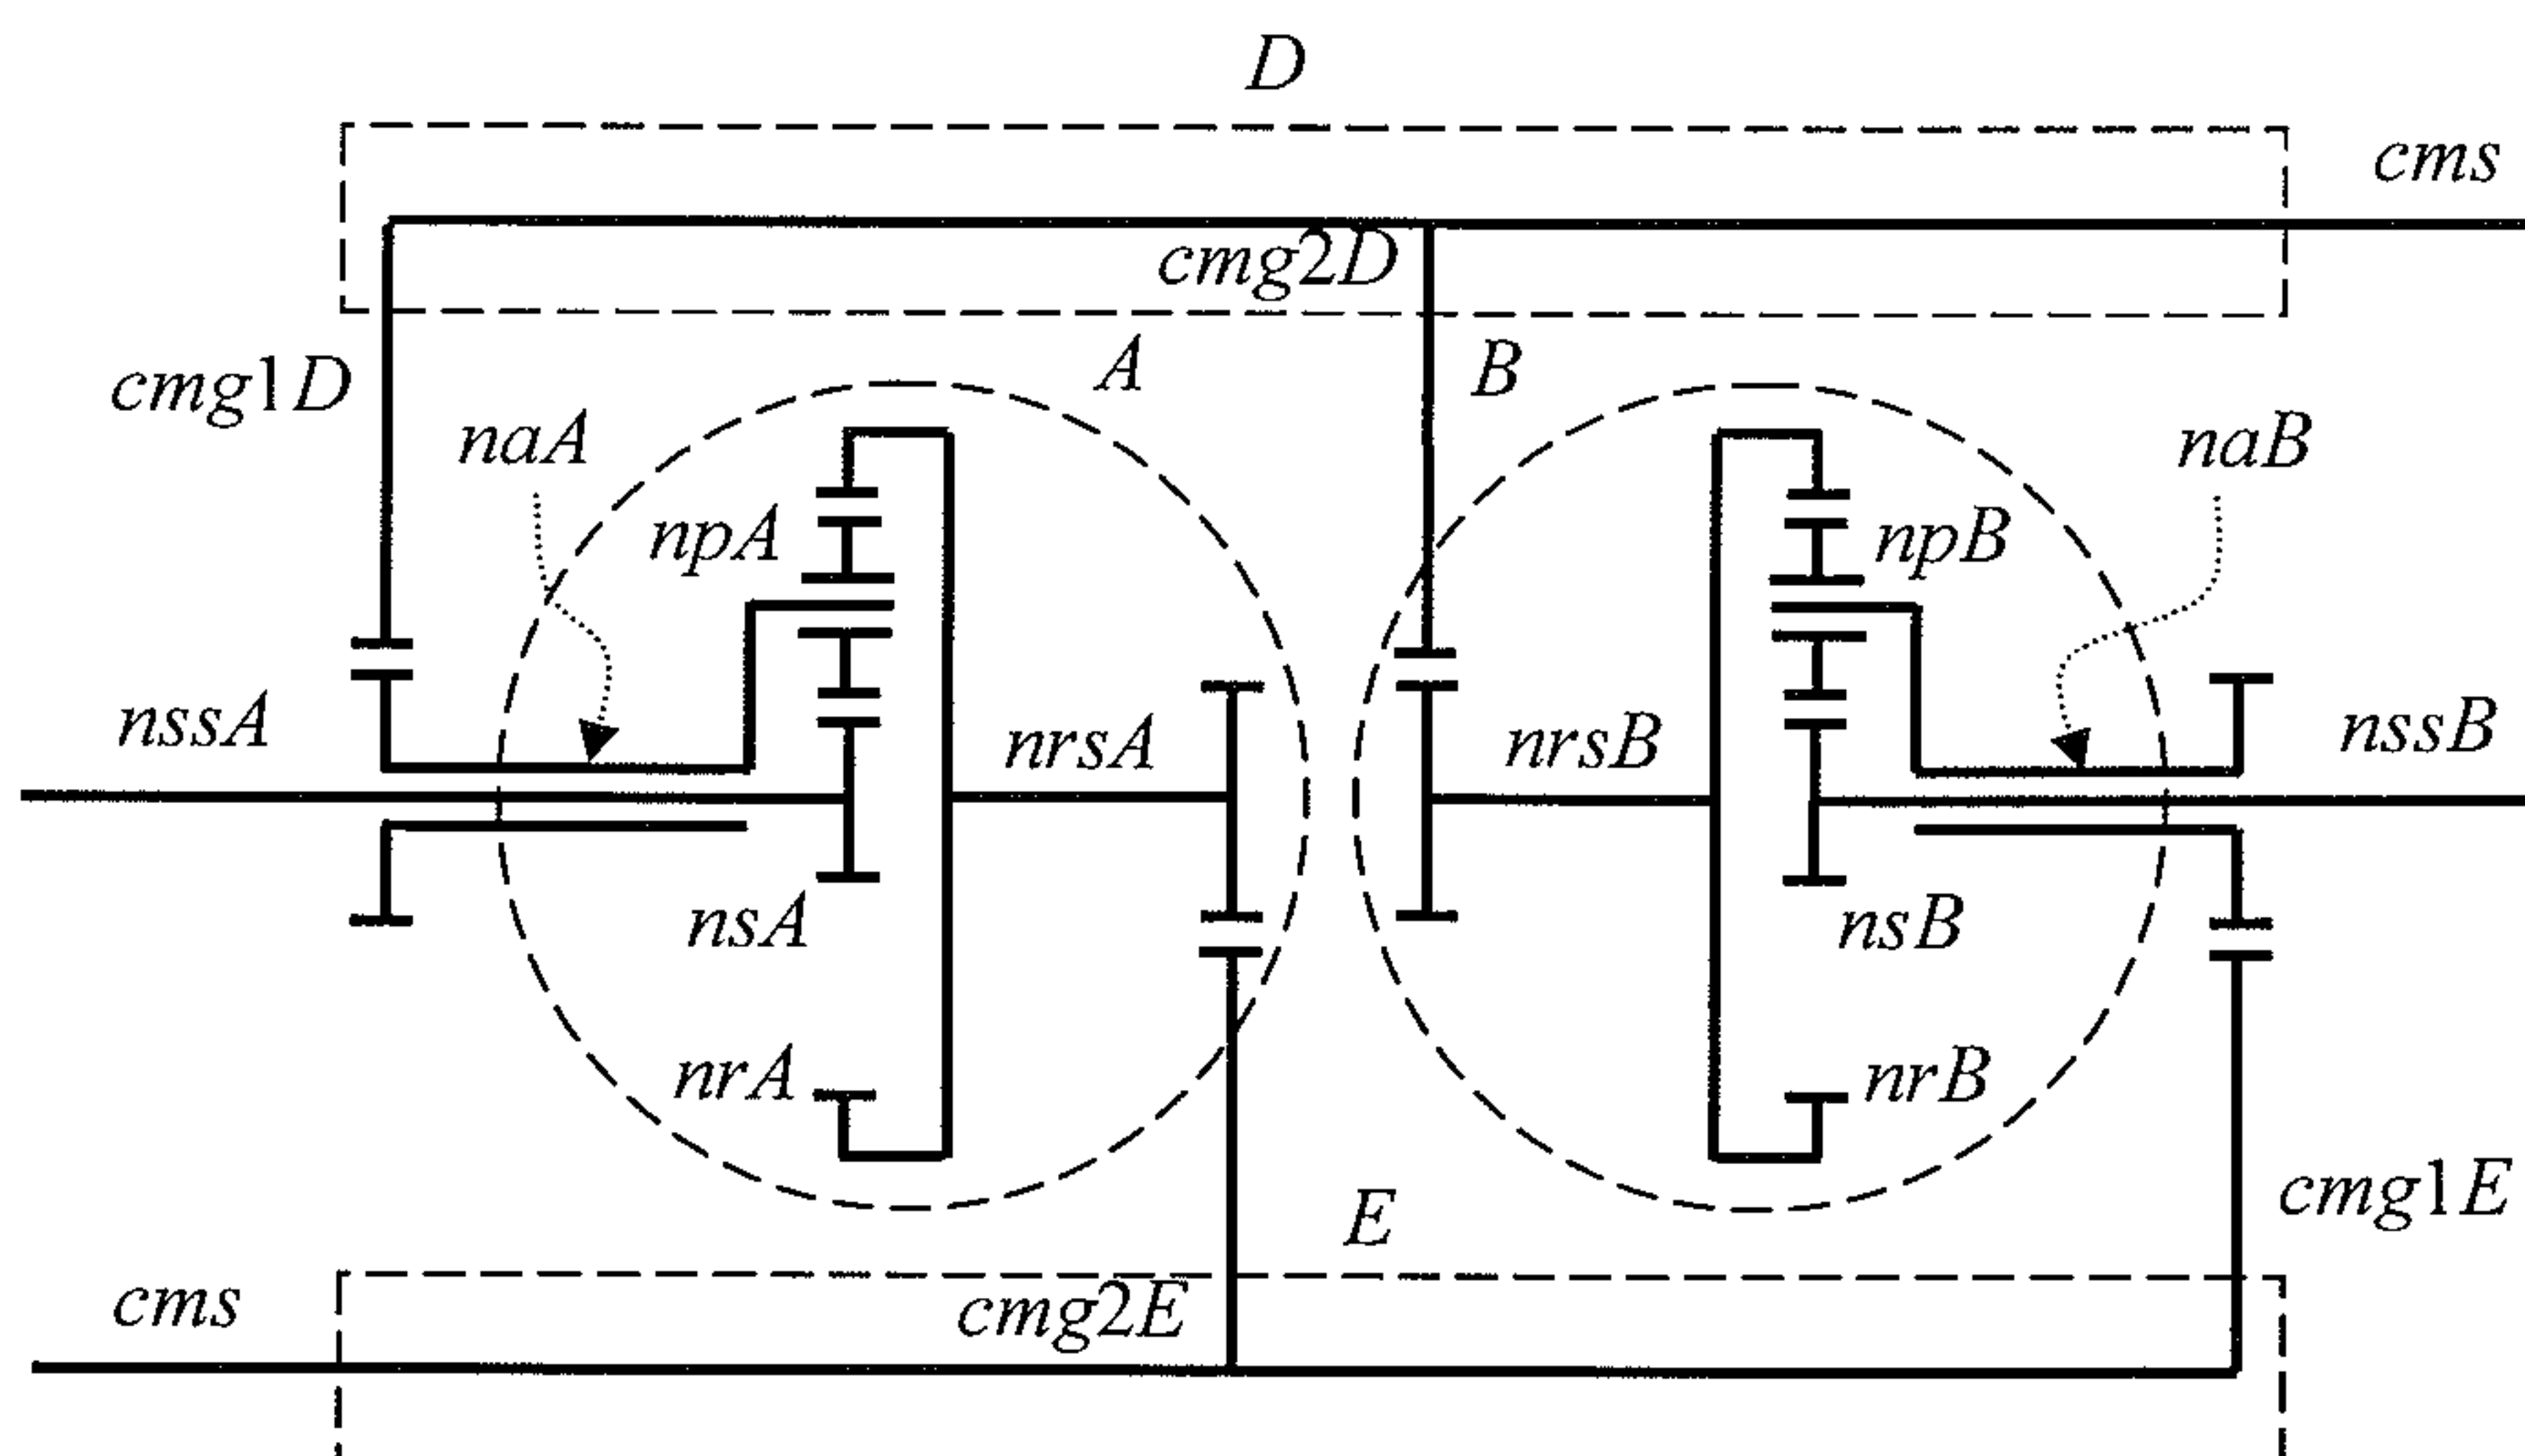 D
cms
cmg2D
A
B
cmg1D
naA
naB
npA
npB
nssA
nrsA
nrsB
nssB
nsA
nsB
nrA
nrB
cmg1E
E
cms
cmg2E